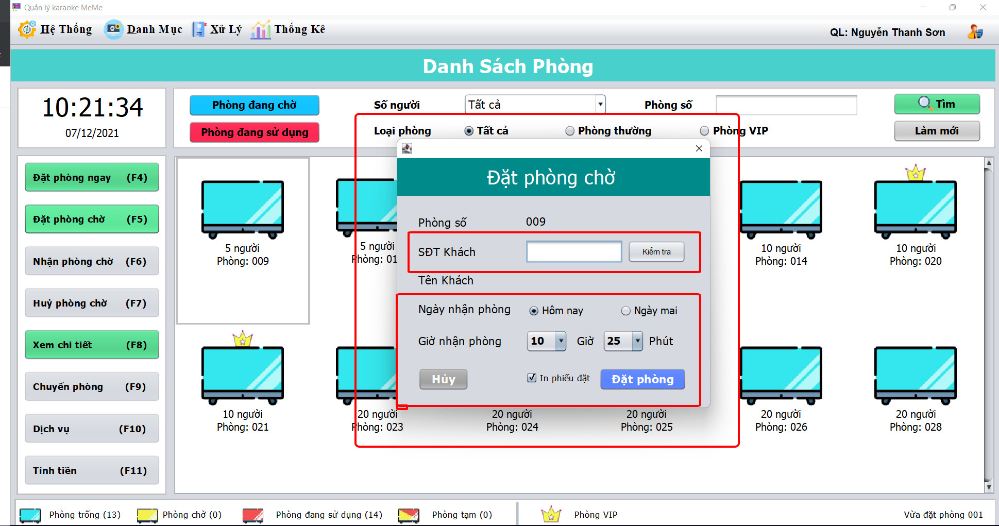 Quản lý karaoke MeMe
Hệ Thống Danh Mục Xử Lý Thống Kê
QL: Nguyễn Thanh Sơn
Danh Sách Phòng
10:21:34
07/12/2021
Phòng đang chờ
Phòng đang sử dụng
Số người Tất cả Phòng số Tìm
Loại phòng Tất cả Phòng thường Phòng VIP Làm mới
Đặt phòng ngay (F4)
Đặt phòng chờ (F5)
Nhận phòng chờ (F6)
Huỷ phòng chờ (F7)
Xem chi tiết (F8)
Chuyển phòng (F9)
Dịch vụ (F10)
Tính tiền (F11)
5 người
Phòng: 009
5 người
Phòng: 01
10 người
Phòng: 014
10 người
Phòng: 020
Đặt phòng chờ
Phòng số 009
SĐT Khách Kiểm tra
Tên Khách
Ngày nhận phòng Hôm nay Ngày mai
Giờ nhận phòng 10 Giờ 25 Phút
Hủy In phiếu đặt Đặt phòng
10 người
Phòng: 021
20 người
Phòng: 023
20 người
Phòng: 024
20 người
Phòng: 025
20 người
Phòng: 026
20 người
Phòng: 028
Phòng trống (13) Phòng chờ (0) Phòng đang sử dụng (14) Phòng tạm (0) Phòng VIP Vừa đặt phòng 001